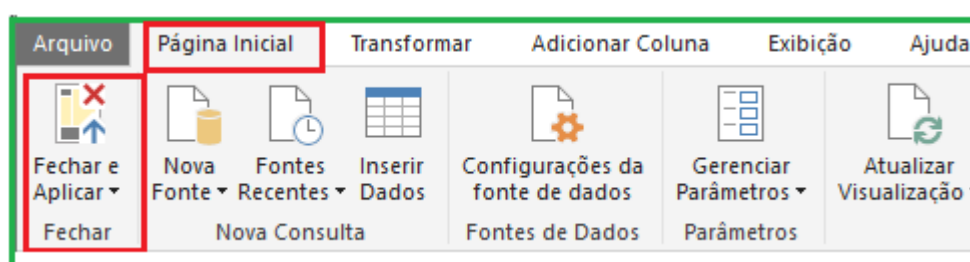 Arquivo Página Inicial Transformar Adicionar Coluna Exibição Ajuda
Fechar e Nova Fontes Inserir Configurações da Gerenciar Atualizar
Aplicar Fonte Recentes Dados fonte de dados Parâmetros Visualização
Fechar Nova Consulta Fontes de Dados Parâmetros